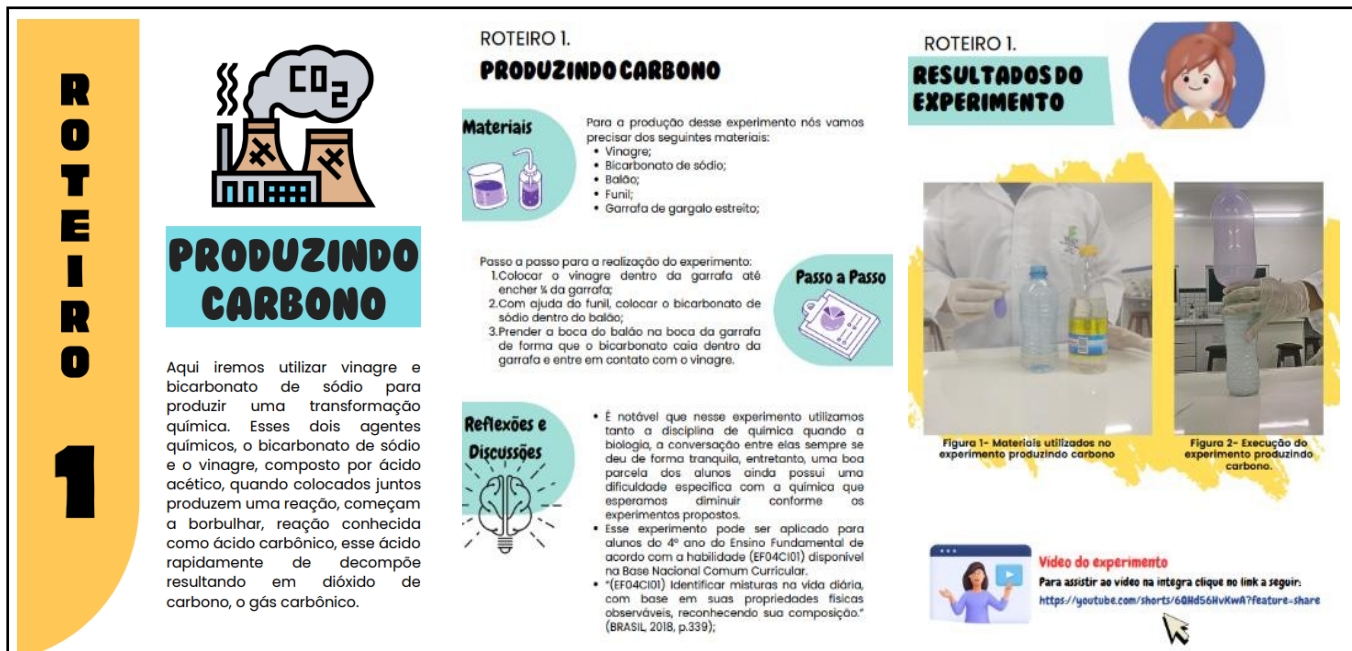 ROTEIRO
1
CO2
PRODUZINDO
CARBONO
Aqui iremos utilizar vinagre e
bicarbonato de sódio para
produzir uma transformação
química. Esses dois agentes
químicos, o bicarbonato de sódio
e o vinagre, composto por ácido
acético, quando colocados juntos
produzem uma reação, começam
a borbulhar, reação conhecida
como ácido carbônico, esse ácido
rapidamente de decompõe
resultando em dióxido de
carbono, o gás carbônico.
ROTEIRO 1.
PRODUZINDO CARBONO
Materiais
Para a produção desse experimento nós vamos
precisar dos seguintes materiais:
• Vinagre;
• Bicarbonato de sódio;
• Balão;
• Funil;
• Garrafa de gargalo estreito;
Passo a passo para a realização do experimento:
1.Colocar o vinagre dentro da garrafa até
encher ¼ da garrafa;
2.Com ajuda do funil, colocar o bicarbonato de
sódio dentro do balão;
3.Prender a boca do balão na boca da garrafa
de forma que o bicarbonato caia dentro da
garrafa e entre em contato com o vinagre.
Passo a Passo
Reflexões e
Discussões
• É notável que nesse experimento utilizamos
tanto a disciplina de química quando a
biologia, a conversação entre elas sempre se
deu de forma tranquila, entretanto, uma boa
parcela dos alunos ainda possui uma
dificuldade específica com a química que
esperamos diminuir conforme os
experimentos propostos.
• Esse experimento pode ser aplicado para
alunos do 4º ano do Ensino Fundamental de
acordo com a habilidade (EF04CI01) disponível
na Base Nacional Comum Curricular.
• "(EF04CI01) Identificar misturas na vida diária,
com base em suas propriedades físicas
observáveis, reconhecendo sua composição."
(BRASIL, 2018, p.339);
ROTEIRO 1.
RESULTADOS DO
EXPERIMENTO
Figura 1- Materiais utilizados no
experimento produzindo carbono
Figura 2- Execução do
experimento produzindo
carbono.
Vídeo do experimento
Para assistir ao vídeo na integra clique no link a seguir:
https://youtube.com/shorts/6QHd56HvKwA?feature=share